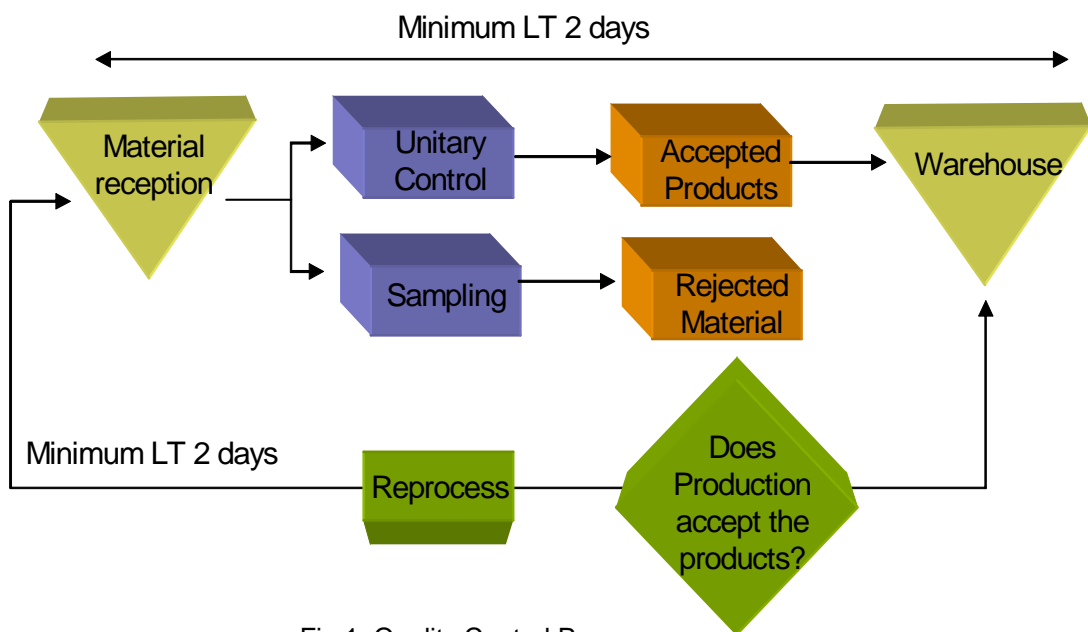 Minimum LT 2 days
Material
reception
Unitary
Control
Accepted
Products
Warehouse
Sampling
Rejected
Material
Minimum LT 2 days
Reprocess
Does
Production
accept the
products?